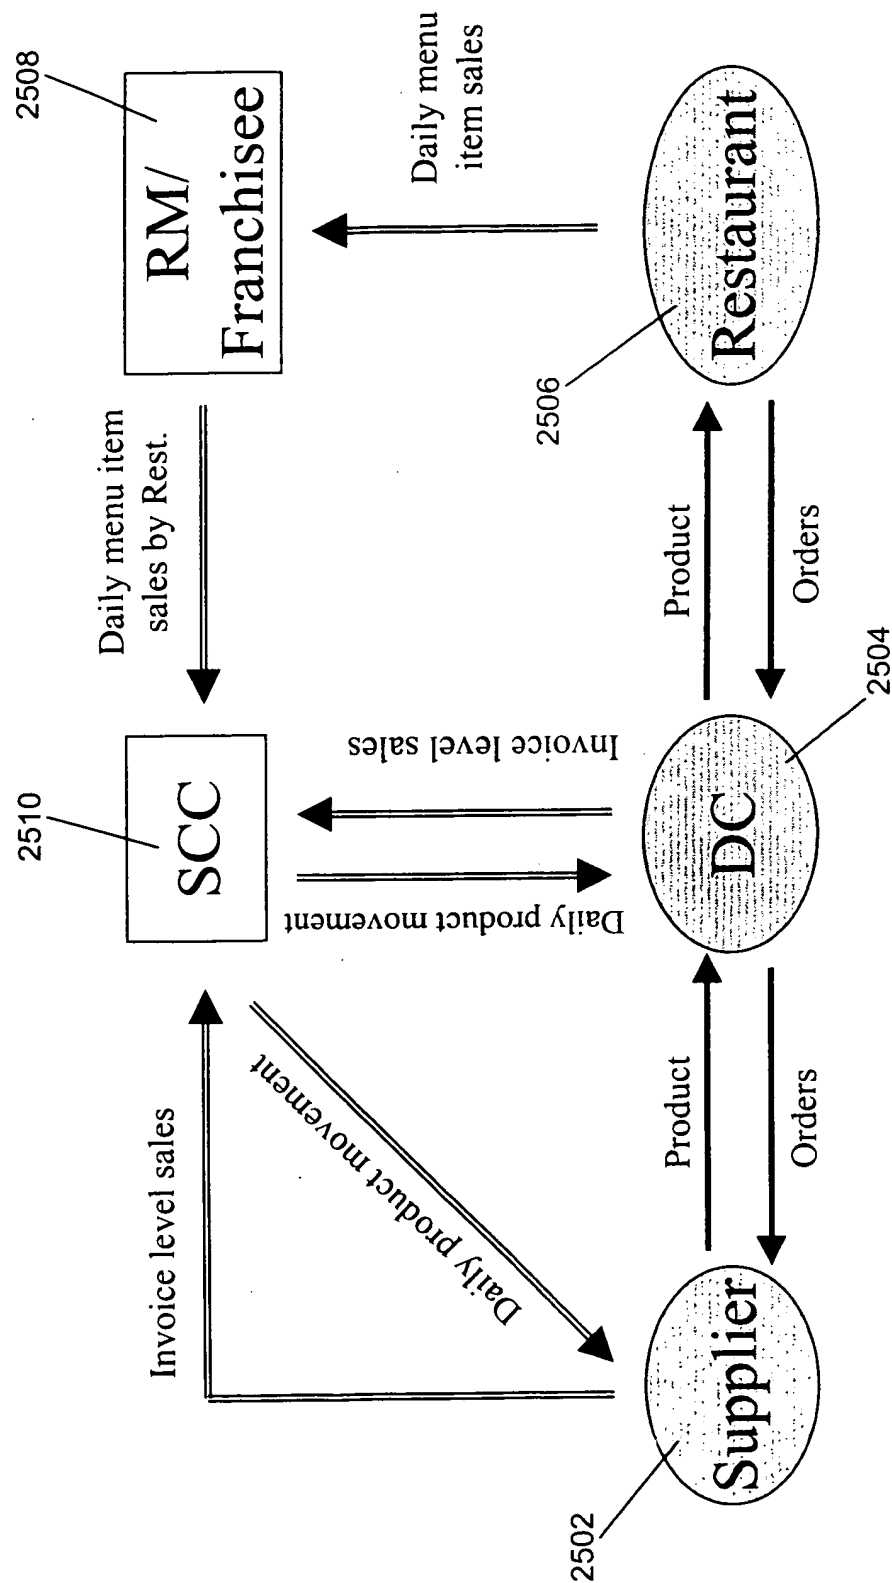 2510
2508
SCC
RM/
Franchisee
Invoice level sales
Daily menu item
sales by Rest.
Daily product movement
Daily product movement
Invoice level sales
Daily menu
item sales
2506
Product
Product
Supplier
DC
Restaurant
2502
Orders
Orders
2504